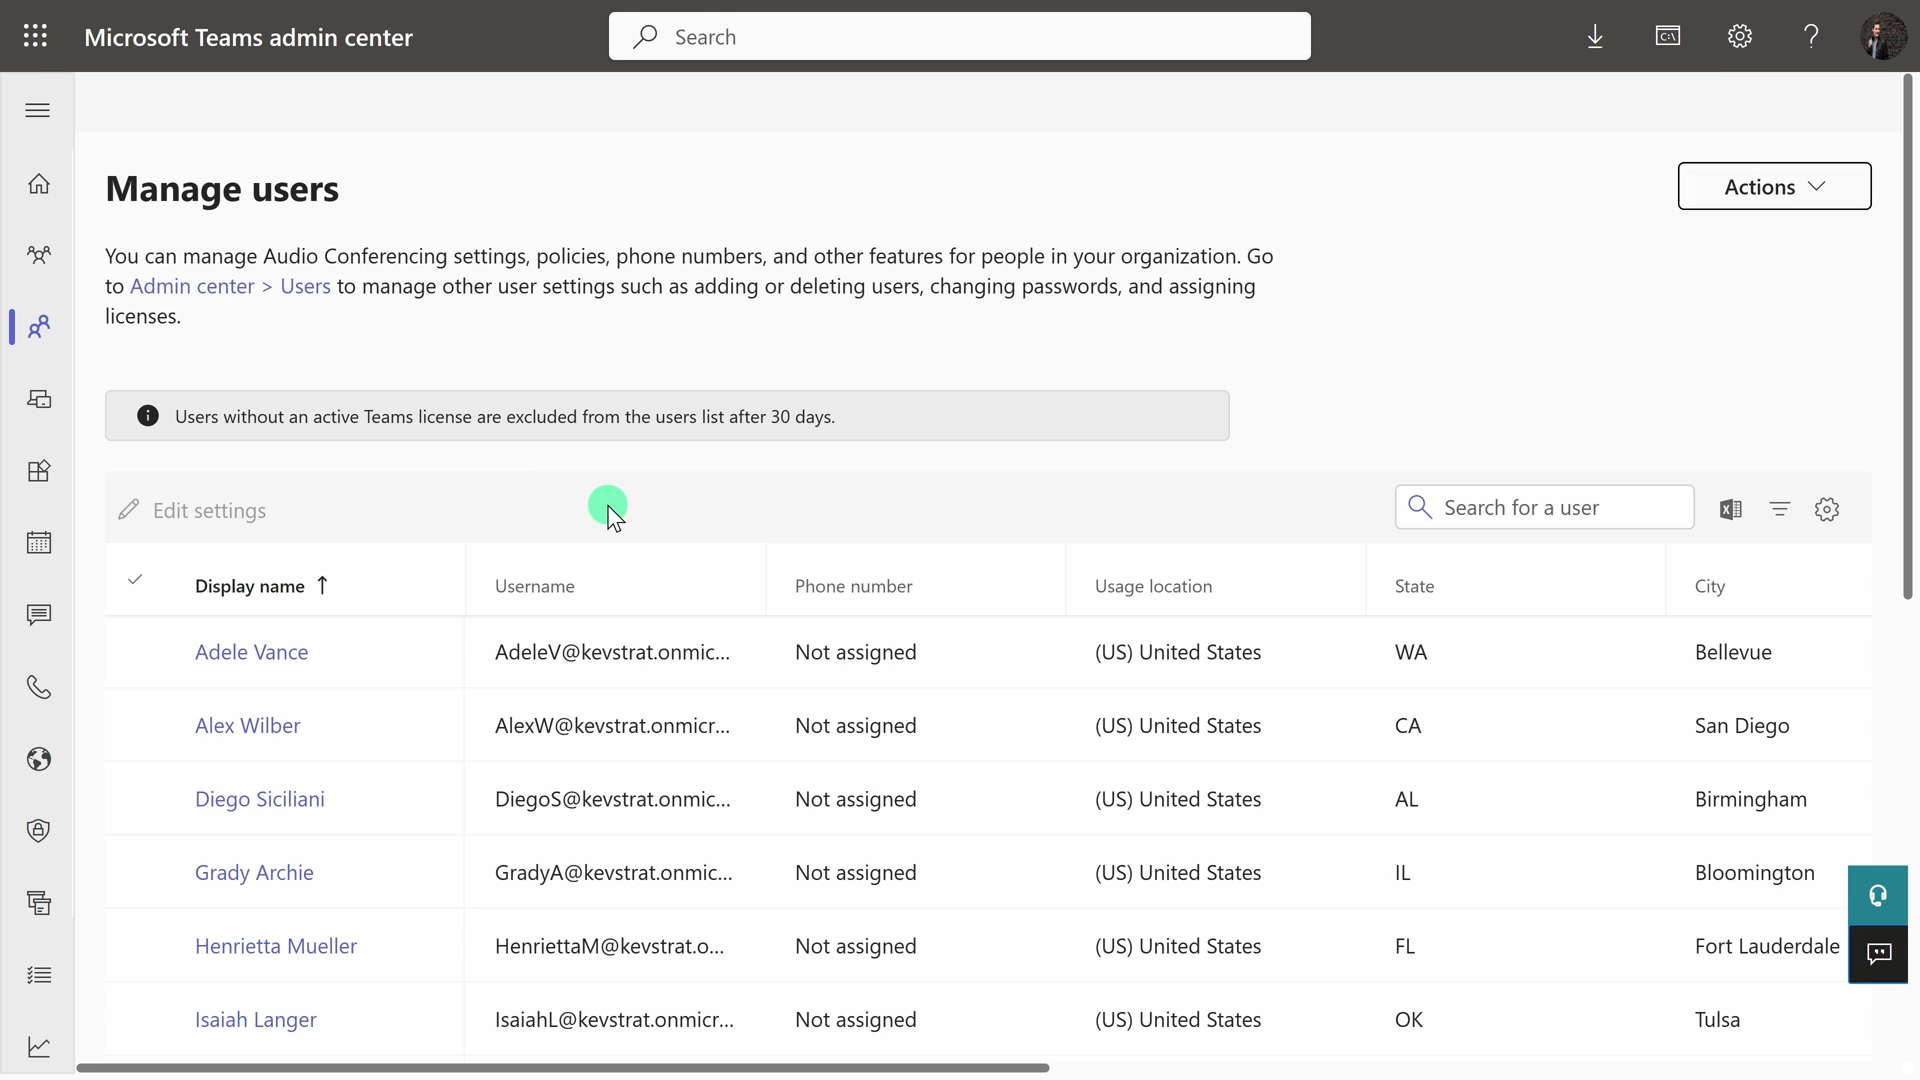 Microsoft Teams admin center
Search
Manage users
Actions
You can manage Audio Conferencing settings, policies, phone numbers, and other features for people in your organization. Go
to Admin center > Users to manage other user settings such as adding or deleting users, changing passwords, and assigning
licenses.
Users without an active Teams license are excluded from the users list after 30 days.
Edit settings
Search for a user
Display name ↑ Username Phone number Usage location State City
Adele Vance AdeleV@kevstrat.onmic... Not assigned (US) United States WA Bellevue
Alex Wilber AlexW@kevstrat.onmicr... Not assigned (US) United States CA San Diego
Diego Siciliani DiegoS@kevstrat.onmic... Not assigned (US) United States AL Birmingham
Grady Archie GradyA@kevstrat.onmic... Not assigned (US) United States IL Bloomington
Henrietta Mueller HenriettaM@kevstrat.o... Not assigned (US) United States FL Fort Lauderdale
Isaiah Langer IsaiahL@kevstrat.onmicr... Not assigned (US) United States OK Tulsa